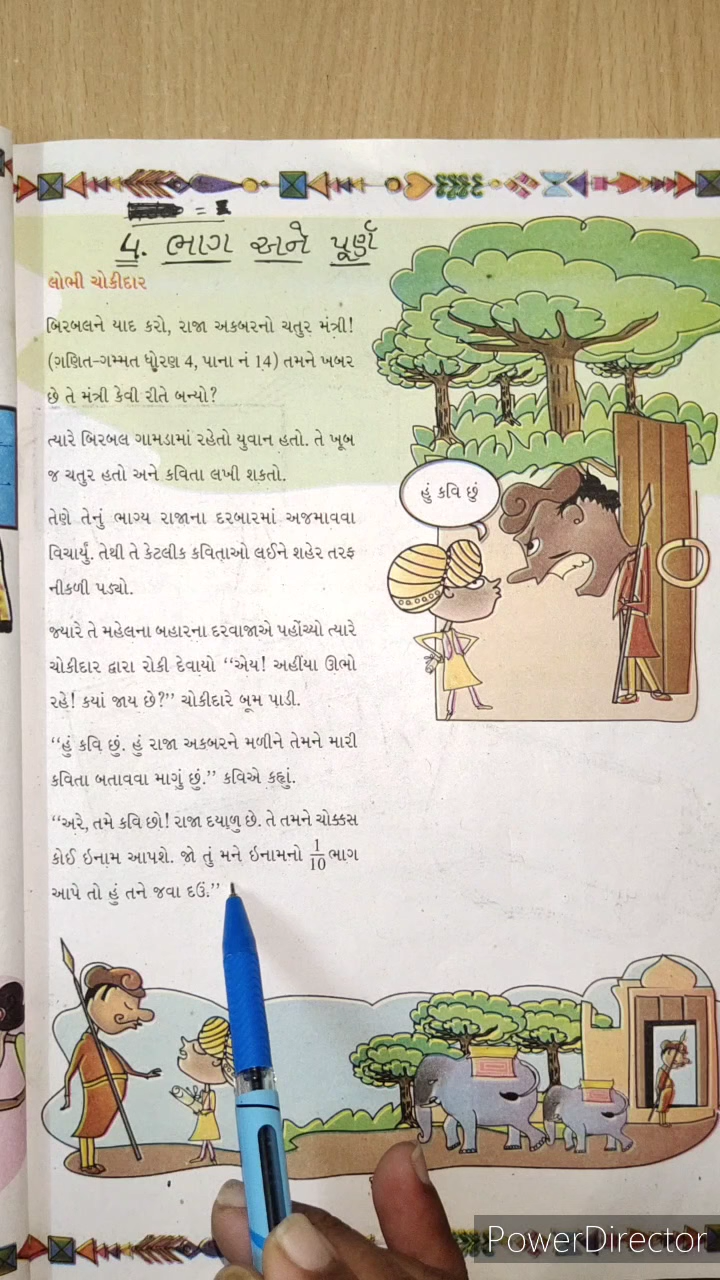 = 1
4. ભાગ અને પૂર્ણ
લોભી ચોકીદાર
બિરબલને યાદ કરો, રાજા અકબરનો ચતુર મંત્રી!
(ગણિત-ગમ્મત ધોરણ 4, પાના નં 14) તમને ખબર
છે તે મંત્રી કેવી રીતે બન્યો?
ત્યારે બિરબલ ગામડામાં રહેતો યુવાન હતો. તે ખૂબ
જ ચતુર હતો અને કવિતા લખી શકતો.
તેણે તેનું ભાગ્ય રાજાના દરબારમાં અજમાવવા
વિચાર્યું. તેથી તે કેટલીક કવિતાઓ લઈને શહેર તરફ
નીકળી પડ્યો.
જ્યારે તે મહેલના બહારના દરવાજાએ પહોંચ્યો ત્યારે
ચોકીદાર દ્વારા રોકી દેવાયો “એય! અહીંયા ઊભો
રહે! કયાં જાય છે?” ચોકીદારે બૂમ પાડી.
“હું કવિ છું. હું રાજા અકબરને મળીને તેમને મારી
કવિતા બતાવવા માગું છું.” કવિએ કહ્યું.
“અરે, તમે કવિ છો! રાજા દયાળુ છે. તે તમને ચોક્કસ
કોઈ ઇનામ આપશે. જો તું મને ઇનામનો 1/10 ભાગ
આપે તો હું તને જવા દઉં.”
હું કવિ છું
PowerDirector